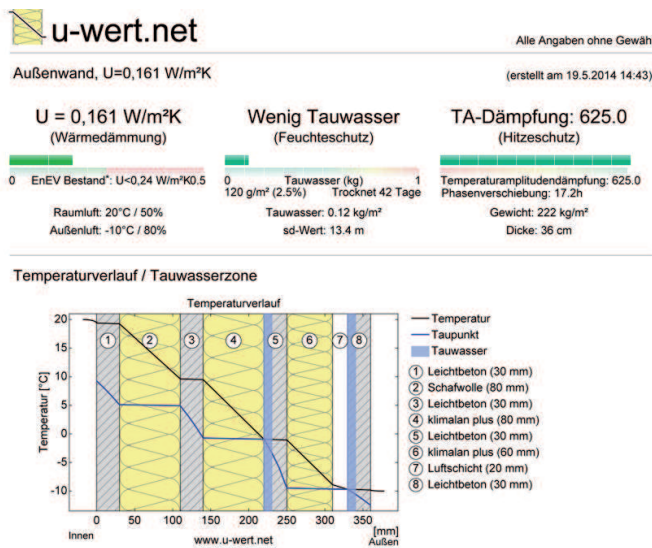 u-wert.net
Alle Angaben ohne Gewäh
Außenwand, U=0,161 W/m²K
(erstellt am 19.5.2014 14:43)
U = 0,161 W/m²K
(Wärmedämmung)
0 EnEV Bestand*: U<0,24 W/m²K0.5
Raumluft: 20°C / 50%
Außenluft: -10°C / 80%
Wenig Tauwasser
(Feuchteschutz)
0 Tauwasser (kg) 1
120 g/m² (2.5%) Trocknet 42 Tage
Tauwasser: 0.12 kg/m²
sd-Wert: 13.4 m
TA-Dämpfung: 625.0
(Hitzeschutz)
Temperaturamplitudendämpfung: 625.0
Phasenverschiebung: 17.2h
Gewicht: 222 kg/m²
Dicke: 36 cm
Temperaturverlauf / Tauwasserzone
Temperaturverlauf
Temperatur [°C]
20
15
10
5
0
-5
-10
1 2 3 4 5 6 7 8
0 50 100 150 200 250 300 350 [mm]
Innen www.u-wert.net Außen
Temperatur
Taupunkt
Tauwasser
1 Leichtbeton (30 mm)
2 Schafwolle (80 mm)
3 Leichtbeton (30 mm)
4 klimalan plus (80 mm)
5 Leichtbeton (30 mm)
6 klimalan plus (60 mm)
7 Luftschicht (20 mm)
8 Leichtbeton (30 mm)